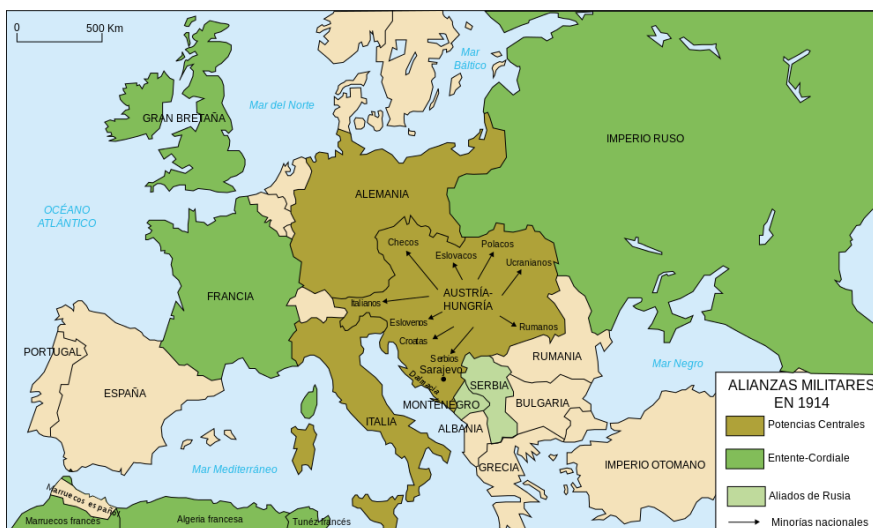 0
500 Km
Mar
Báltico
Mar del Norte
GRAN BRETAÑA
IMPERIO RUSO
ALEMANIA
OCÉANO
ATLÁNTICO
Checos
Polacos
Eslovacos
Ucranianos
FRANCIA
AUSTRÍA-
HUNGRÍA
Italianos
Eslovenos
Rumanos
Croatas
PORTUGAL
Serbios
RUMANIA
Mar Negro
Sarajevo
ESPAÑA
Dalmacia
SERBIA
MONTENEGRO
BULGARIA
ITALIA
ALBANIA
Mar Mediterráneo
GRECIA
IMPERIO OTOMANO
Marruecos español
Marruecos francés
Algeria francesa
Tunéz francés
ALIANZAS MILITARES
EN 1914
Potencias Centrales
Entente-Cordiale
Aliados de Rusia
Minorías nacionales